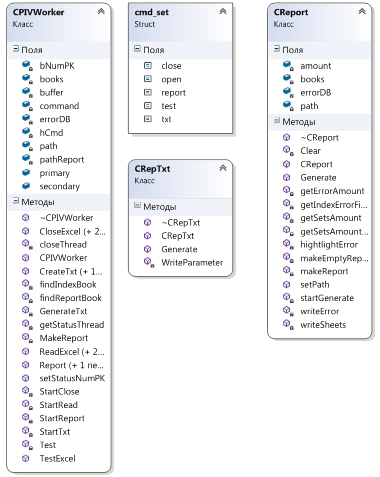 CPIVWorker
Класс
Поля
bNumPK
books
buffer
command
errorDB
hCmd
path
pathReport
primary
secondary
Методы
~CPIVWorker
CloseExcel (+ 2...
closeThread
CPIVWorker
CreateTxt (+ 1...
findIndexBook
findReportBook
GenerateTxt
getStatusThread
MakeReport
ReadExcel (+ 2...
Report (+ 1 пе...
setStatusNumPK
StartClose
StartRead
StartReport
StartTxt
Test
TestExcel
cmd_set
Struct
Поля
close
open
report
test
txt
CRepTxt
Класс
Методы
~CRepTxt
CRepTxt
Generate
WriteParameter
CReport
Класс
Поля
amount
books
errorDB
path
Методы
~CReport
Clear
CReport
Generate
getErrorAmount
getIndexErrorFi...
getSetsAmount
getSetsAmount...
hightlightError
makeEmptyRep...
makeReport
setPath
startGenerate
writeError
writeSheets